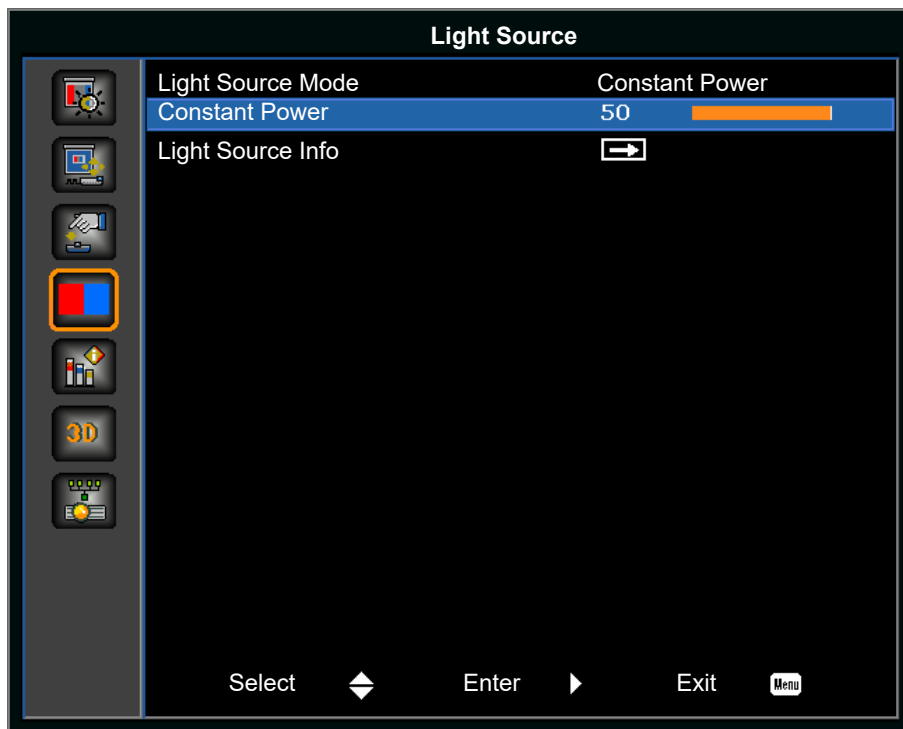 Light Source
Light Source Mode Constant Power
Constant Power 50
Light Source Info
3D
Select Enter Exit Menu